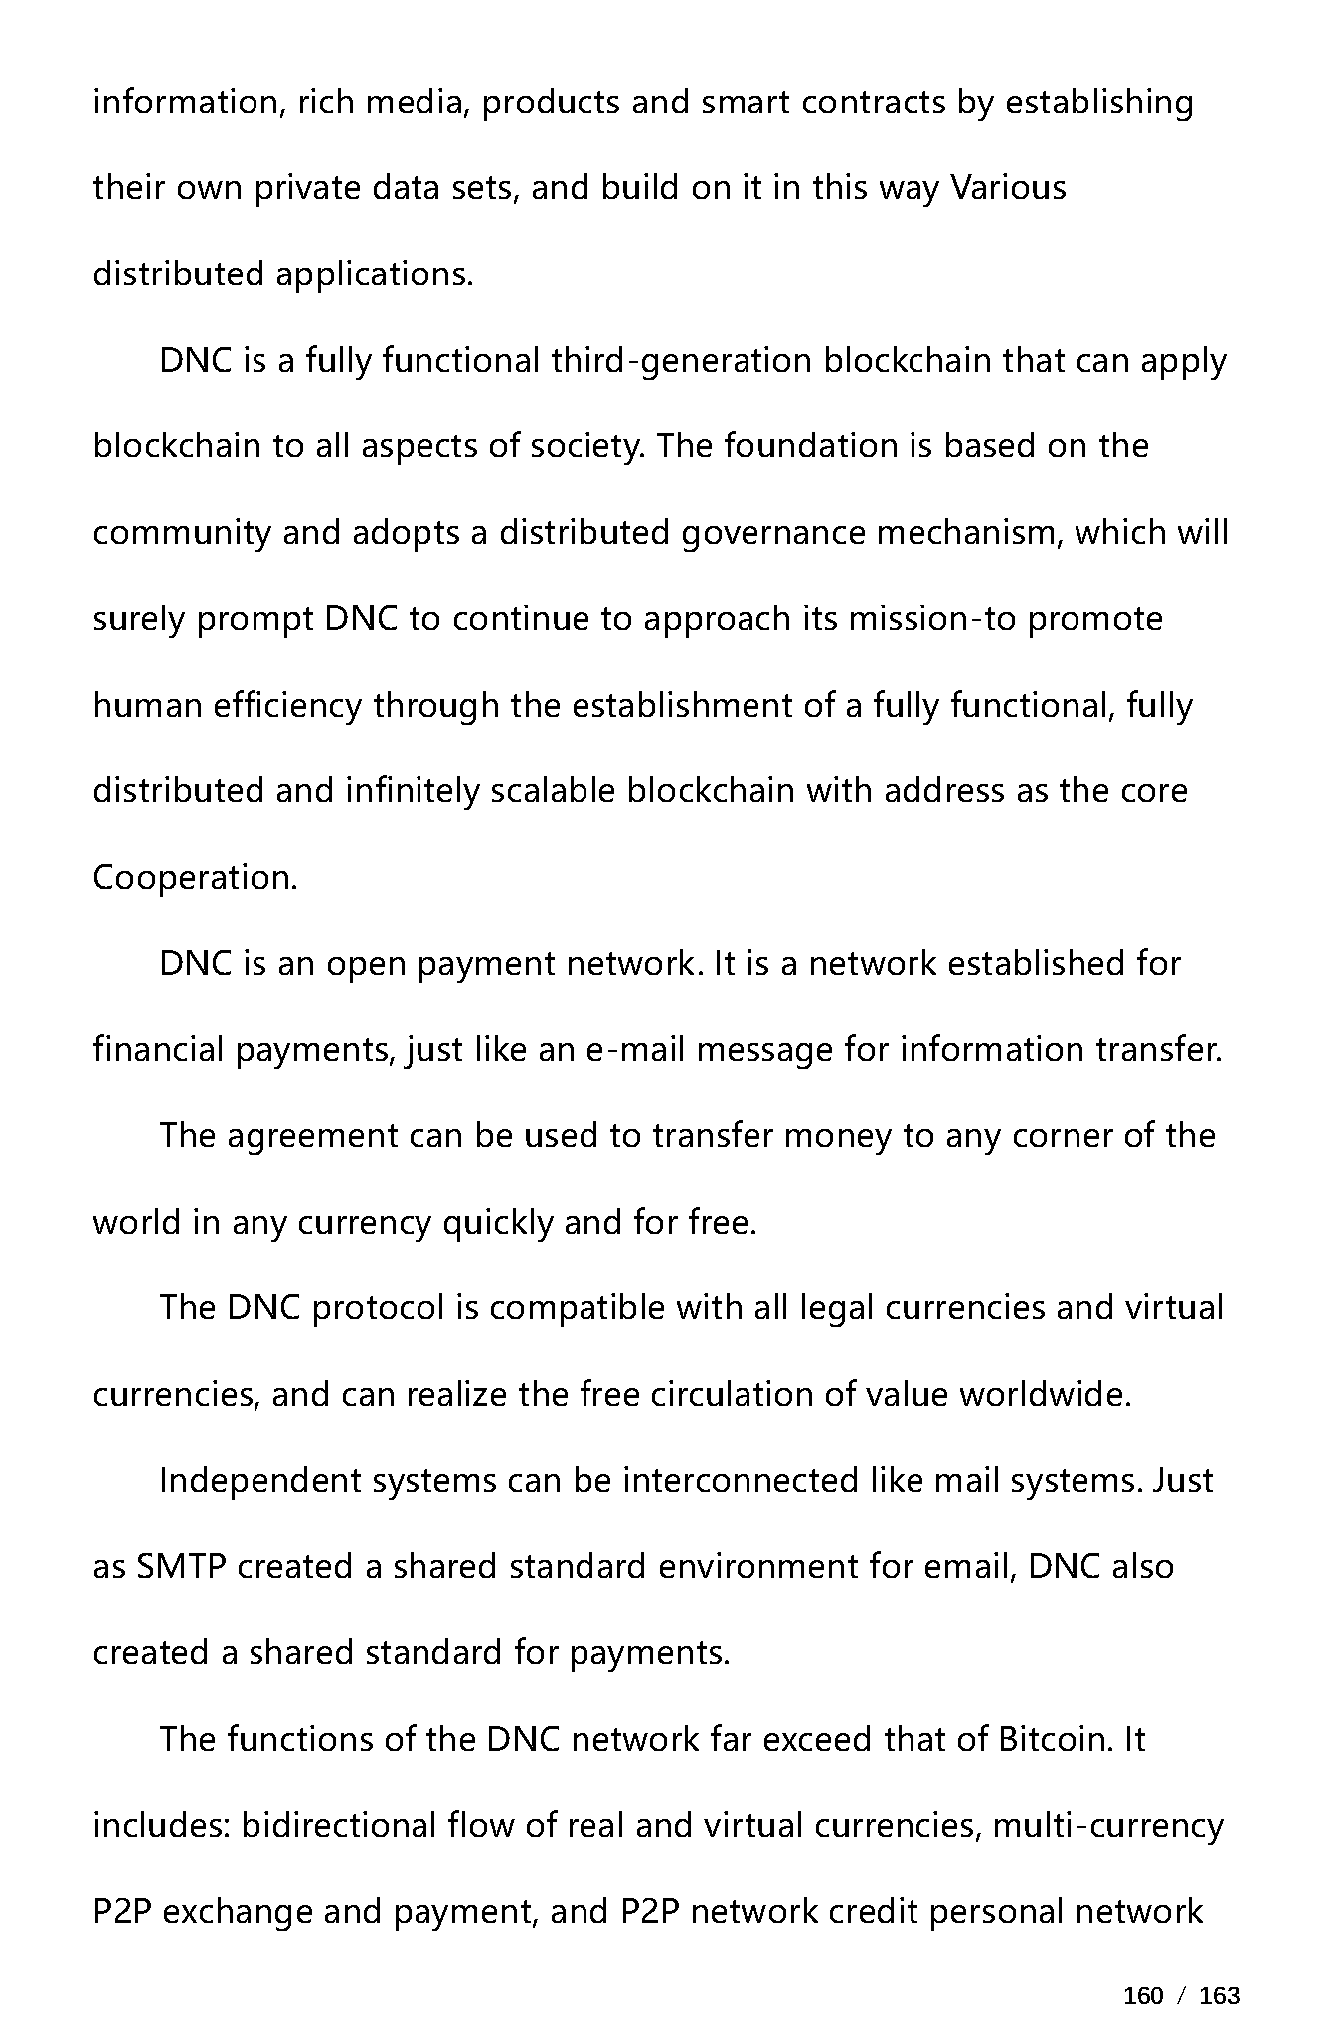 information, rich media, products and smart contracts by establishing
their own private data sets, and build on it in this way Various
distributed applications.
DNC is a fully functional third-generation blockchain that can apply
blockchain to all aspects of society. The foundation is based on the
community and adopts a distributed governance mechanism, which will
surely prompt DNC to continue to approach its mission-to promote
human efficiency through the establishment of a fully functional, fully
distributed and infinitely scalable blockchain with address as the core
Cooperation.
DNC is an open payment network. It is a network established for
financial payments, just like an e-mail message for information transfer.
The agreement can be used to transfer money to any corner of the
world in any currency quickly and for free.
The DNC protocol is compatible with all legal currencies and virtual
currencies, and can realize the free circulation of value worldwide.
Independent systems can be interconnected like mail systems. Just
as SMTP created a shared standard environment for email, DNC also
created a shared standard for payments.
The functions of the DNC network far exceed that of Bitcoin. It
includes: bidirectional flow of real and virtual currencies, multi-currency
P2P exchange and payment, and P2P network credit personal network
160 / 163